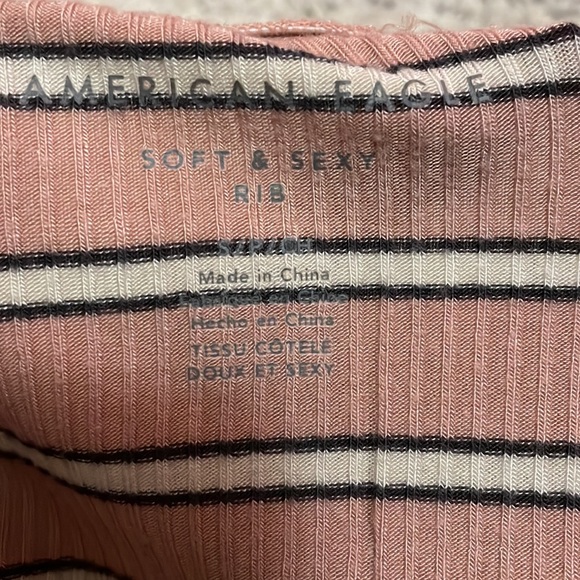 AMERICAN EAGLE
SOFT & SEXY
RIB
S/P/CH
Made in China
Fabriqué en Chine
Hecho en China
TISSU CÔTELÉ
DOUX ET SEXY